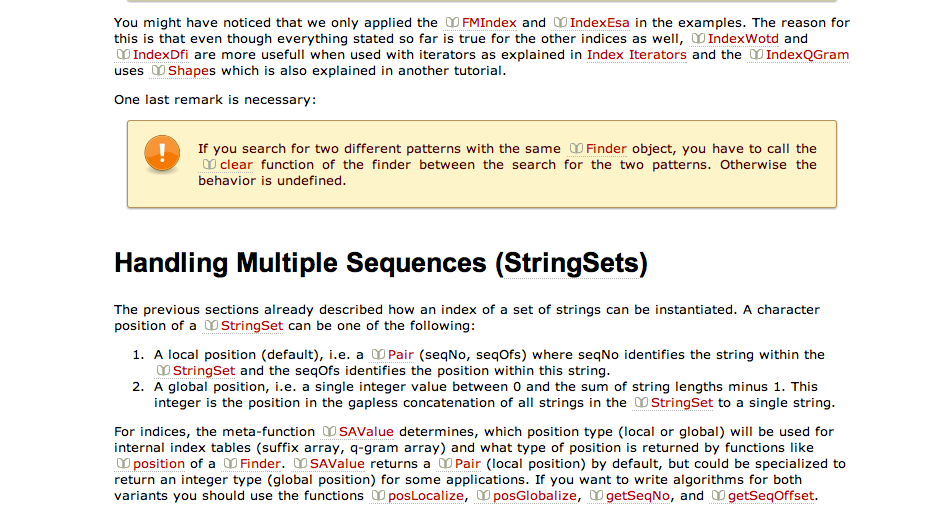 You might have noticed that we only applied the FMIndex and IndexEsa in the examples. The reason for
this is that even though everything stated so far is true for the other indices as well, IndexWotd and
IndexDfi are more usefull when used with iterators as explained in Index Iterators and the IndexQGram
uses Shapes which is also explained in another tutorial.
One last remark is necessary:
If you search for two different patterns with the same Finder object, you have to call the
clear function of the finder between the search for the two patterns. Otherwise the
behavior is undefined.
Handling Multiple Sequences (StringSets)
The previous sections already described how an index of a set of strings can be instantiated. A character
position of a StringSet can be one of the following:
1. A local position (default), i.e. a Pair (seqNo, seqOfs) where seqNo identifies the string within the
StringSet and the seqOfs identifies the position within this string.
2. A global position, i.e. a single integer value between 0 and the sum of string lengths minus 1. This
integer is the position in the gapless concatenation of all strings in the StringSet to a single string.
For indices, the meta-function SAValue determines, which position type (local or global) will be used for
internal index tables (suffix array, q-gram array) and what type of position is returned by functions like
position of a Finder. SAValue returns a Pair (local position) by default, but could be specialized to
return an integer type (global position) for some applications. If you want to write algorithms for both
variants you should use the functions posLocalize, posGlobalize, getSeqNo, and getSeqOffset.